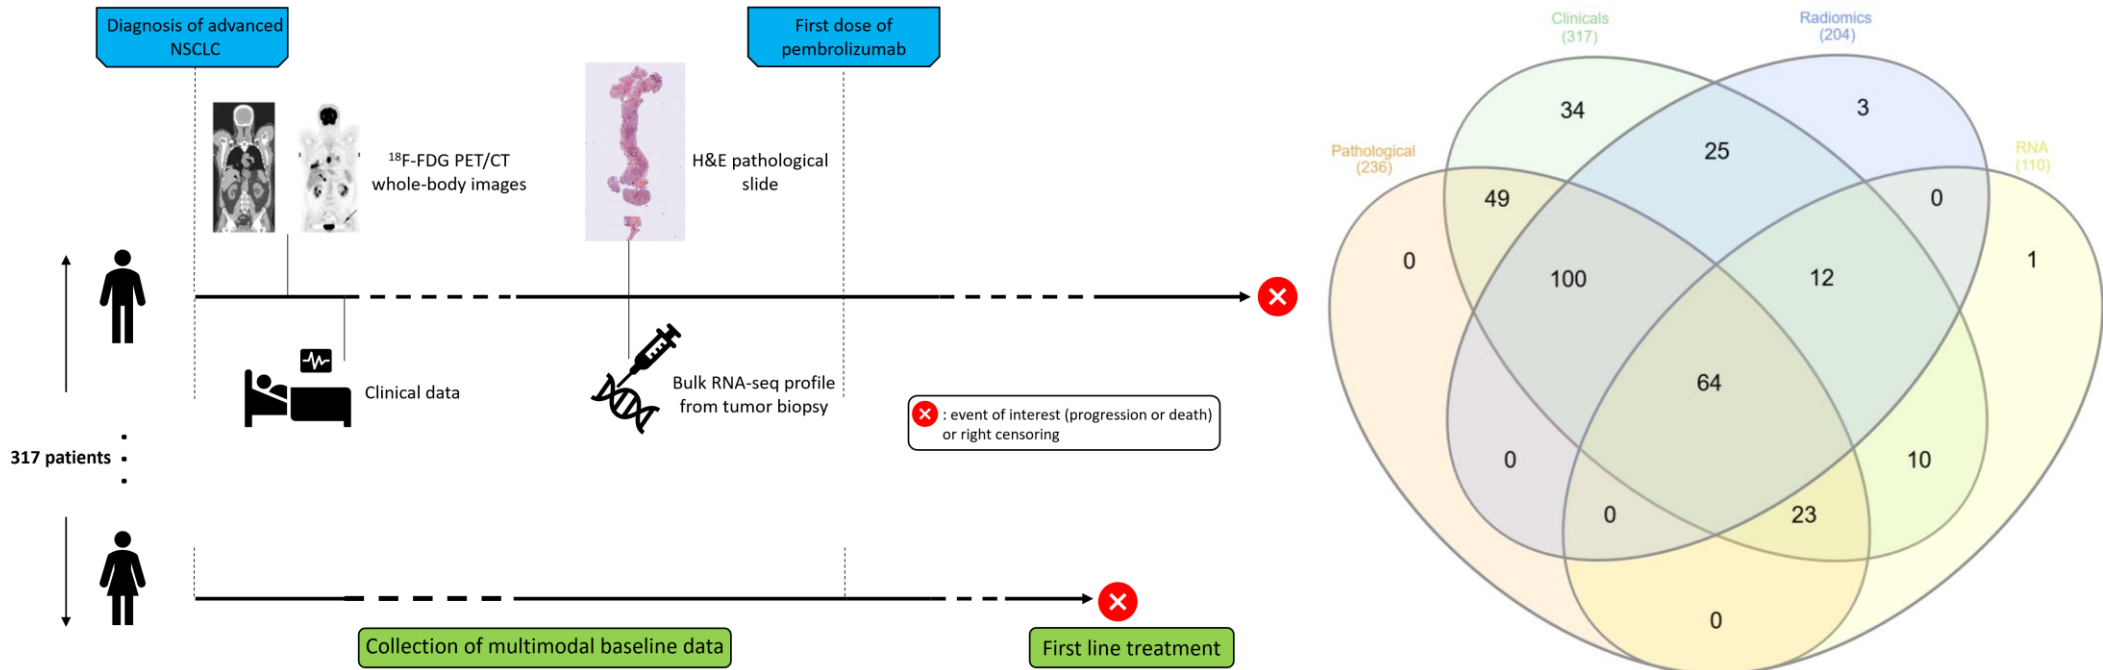 Diagnosis of advanced
NSCLC
First dose of
pembrolizumab
¹⁸F-FDG PET/CT
whole-body images
H&E pathological
slide
Clinical data
Bulk RNA-seq profile
from tumor biopsy
: event of interest (progression or death)
or right censoring
317 patients
Collection of multimodal baseline data
First line treatment
Clinicals
(317)
Radiomics
(204)
Pathological
(236)
RNA
(110)
34
3
25
49
0
0
1
100
12
64
0
10
0
23
0